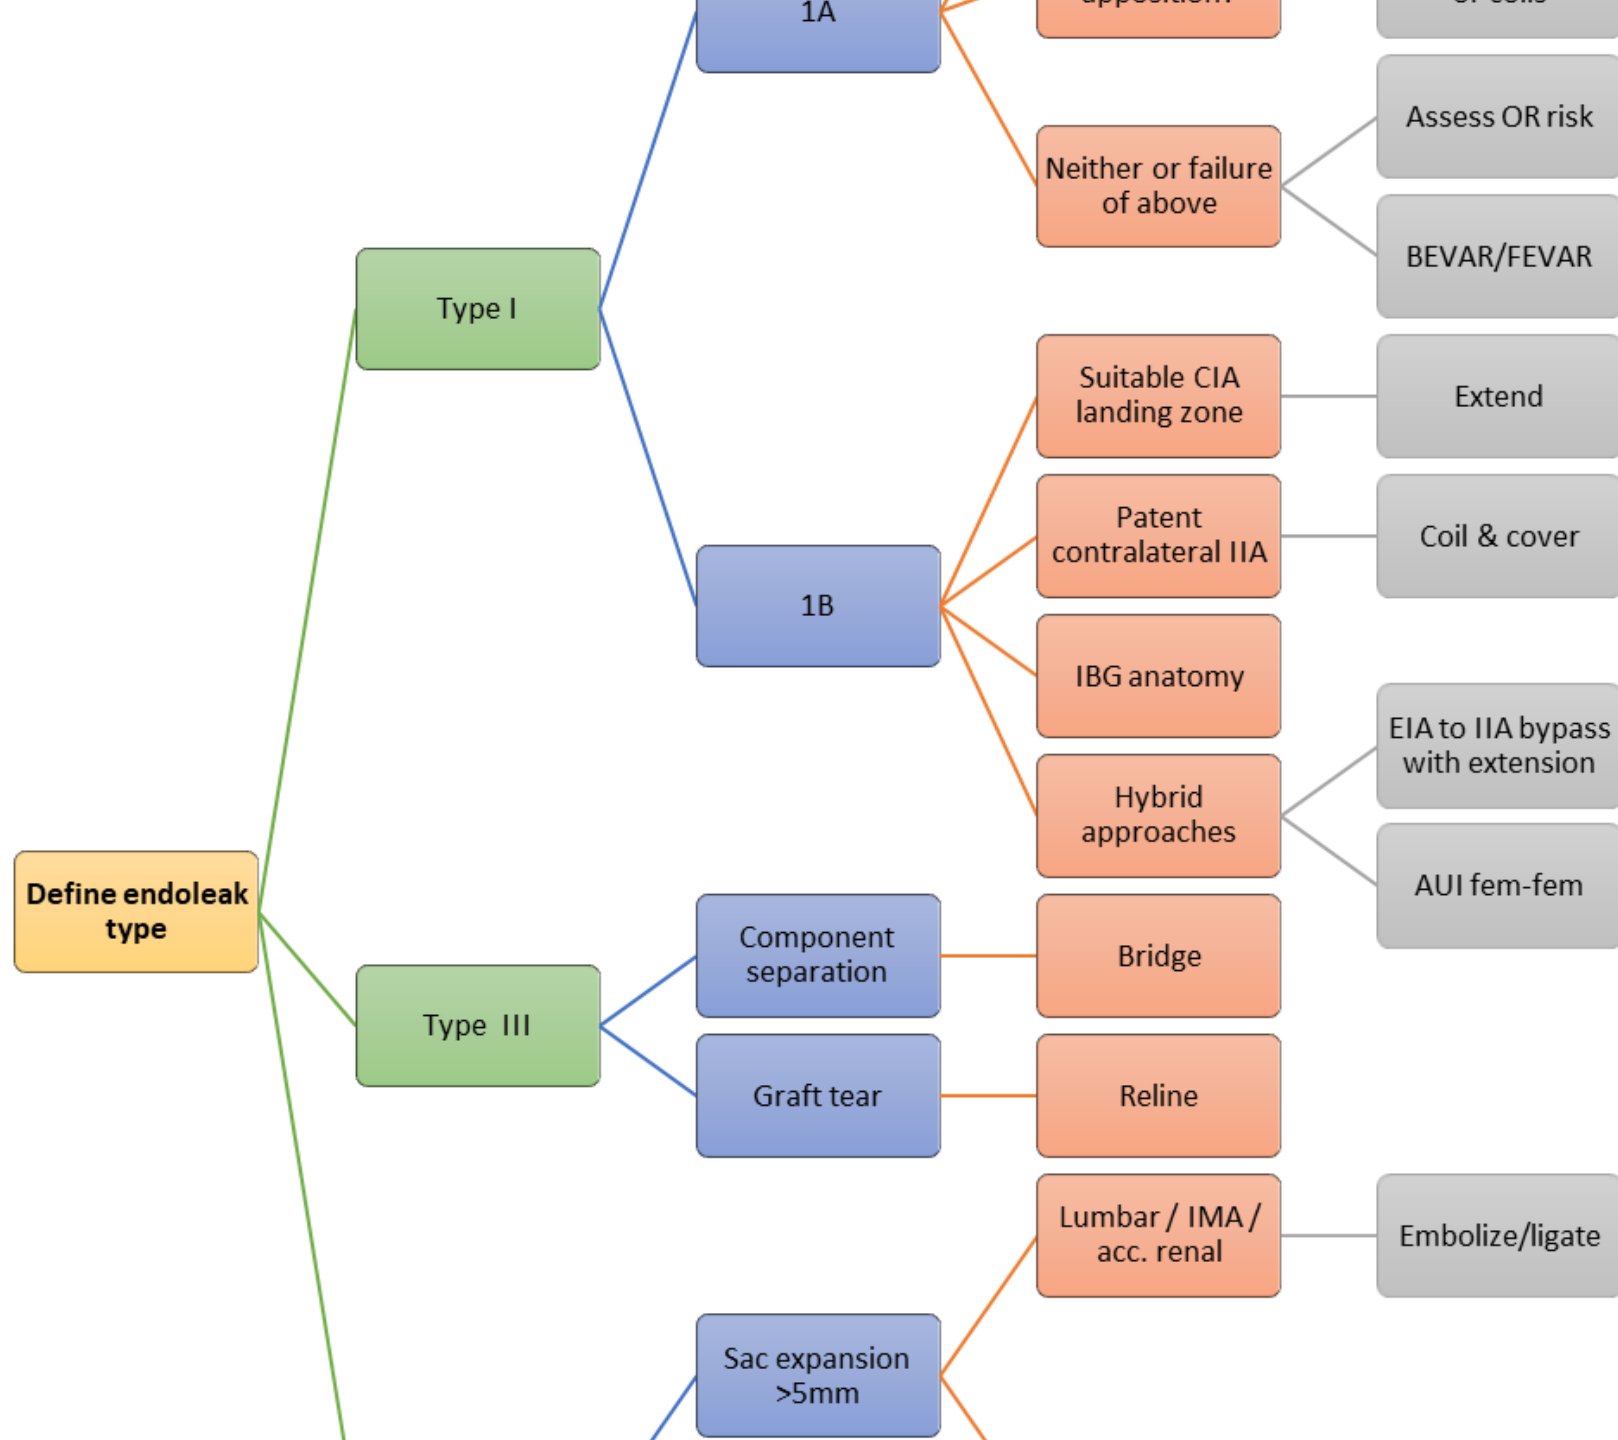 1A
Assess OR risk
Neither or failure
of above
BEVAR/FEVAR
Type I
Suitable CIA
landing zone
Extend
Patent
contralateral IIA
Coil & cover
1B
IBG anatomy
EIA to IIA bypass
with extension
Hybrid
approaches
AUI fem-fem
Define endoleak
type
Component
separation
Bridge
Type III
Graft tear
Reline
Lumbar / IMA /
acc. renal
Embolize/ligate
Sac expansion
>5mm